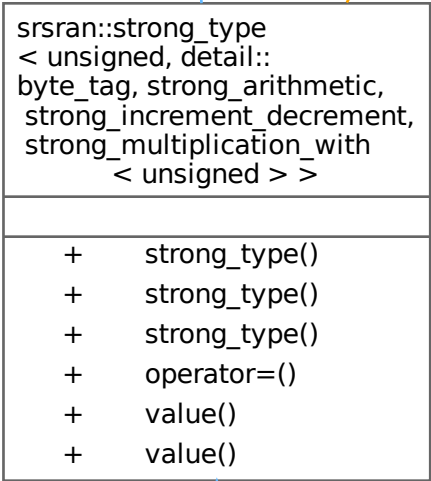 srsran::strong_type
< unsigned, detail::
byte_tag, strong_arithmetic,
strong_increment_decrement,
strong_multiplication_with
< unsigned > >
+ strong_type()
+ strong_type()
+ strong_type()
+ operator=()
+ value()
+ value()